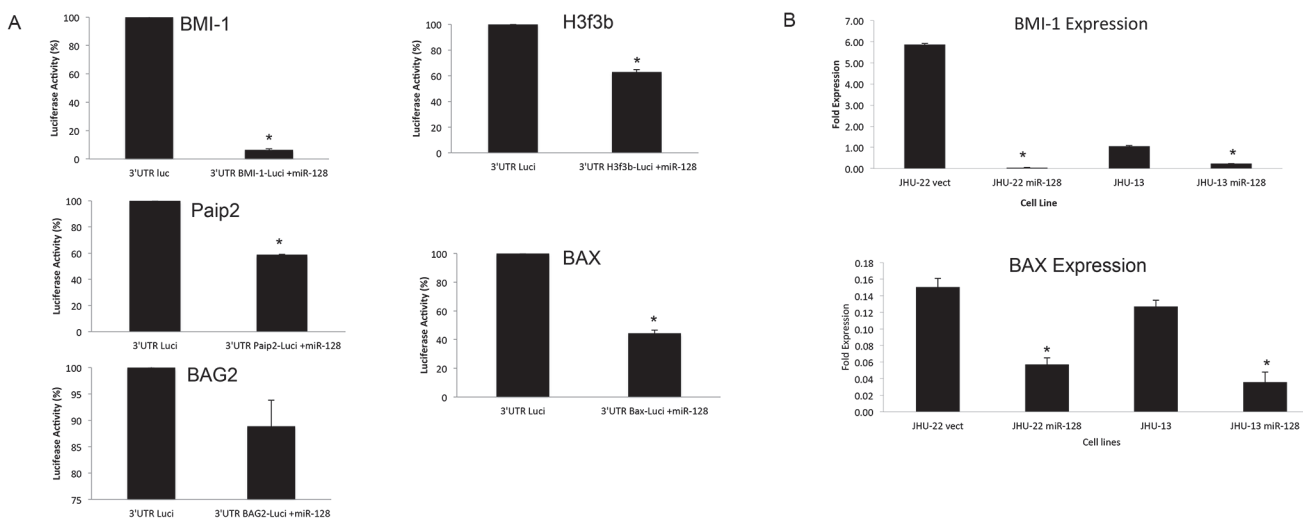 A
BMI-1
Luciferase Activity (%)
100
80
60
40
20
0
3'UTR luc
3'UTR BMI-1-Luci +miR-128
*
H3f3b
Luciferase Activity (%)
100
80
60
40
20
0
3'UTR Luci
3'UTR H3f3b-Luci +miR-128
*
Paip2
Luciferase Activity (%)
100
80
60
40
20
0
3'UTR Luci
3'UTR Paip2-Luci +miR-128
*
BAX
Luciferase Activity (%)
100
80
60
40
20
0
3'UTR Luci
3'UTR Bax-Luci +miR-128
*
BAG2
Lucifease Activity (%)
100
95
90
85
80
75
3'UTR Luci
3'UTR BAG2-Luci +miR-128
B
BMI-1 Expression
Fold Expression
7.00
6.00
5.00
4.00
3.00
2.00
1.00
0.00
*
*
JHU-22 vect
JHU-22 miR-128
JHU-13
JHU-13 miR-128
Cell Line
BAX Expression
Fold Expression
0.18
0.16
0.14
0.12
0.10
0.08
0.06
0.04
0.02
0.00
*
*
JHU-22 vect
JHU-22 miR-128
JHU-13
JHU-13 miR-128
Cell lines